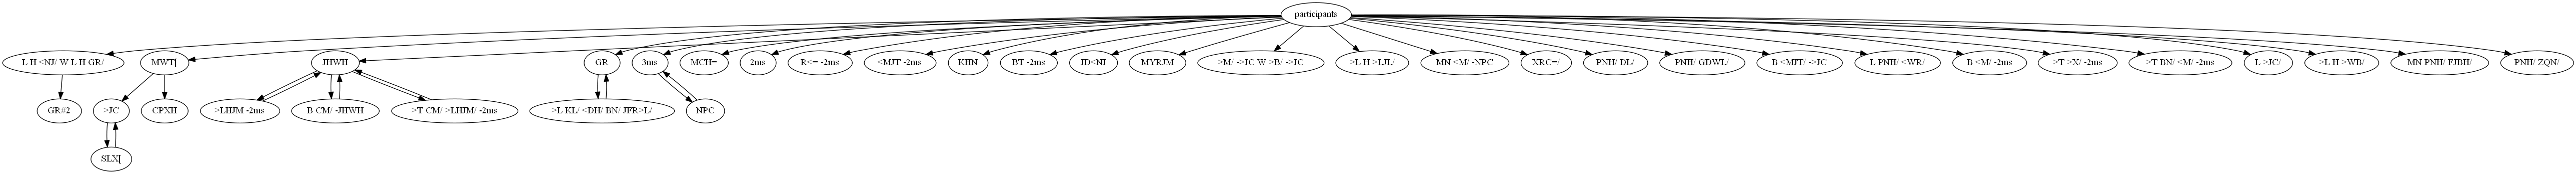 participants
L H <NJ/ W L H GR/
MWT[
JHWH
GR
3ms
MCH=
2ms
R<= -2ms
<MJT -2ms
KHN
BT -2ms
JD<NJ
MYRJM
>M/ ->JC W >B/ ->JC
>L H >LJL/
MN <M/ -NPC
XRC=/
PNH/ DL/
PNH/ GDWL/
B <MJT/ ->JC
L PNH/ <WR/
B <M/ -2ms
>T >X/ -2ms
>T BN/ <M/ -2ms
L >JC/
>L H >WB/
MN PNH/ FJBH/
PNH/ ZQN/
GR#2
>JC
CPXH
>LHJM -2ms
B CM/ -JHWH
>T CM/ >LHJM/ -2ms
>L KL/ <DH/ BN/ JFR>L/
NPC
SLX[